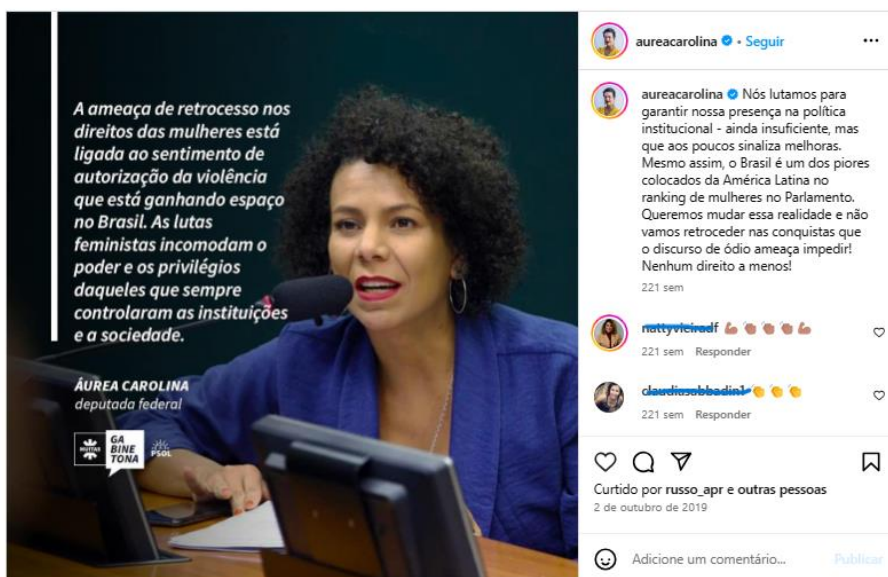 A ameaça de retrocesso nos
direitos das mulheres está
ligada ao sentimento de
autorização da violência
que está ganhando espaço
no Brasil. As lutas
feministas incomodam o
poder e os privilégios
daqueles que sempre
controlaram as instituições
e a sociedade.
ÁUREA CAROLINA
deputada federal
MUITAS
GA
BINE
TONA
PSOL
aureacarolina • Seguir
aureacarolina Nós lutamos para
garantir nossa presença na política
institucional - ainda insuficiente, mas
que aos poucos sinaliza melhoras.
Mesmo assim, o Brasil é um dos piores
colocados da América Latina no
ranking de mulheres no Parlamento.
Queremos mudar essa realidade e não
vamos retroceder nas conquistas que
o discurso de ódio ameaça impedir!
Nenhum direito a menos!
221 sem
221 sem Responder
221 sem Responder
Curtido por russo_apr e outras pessoas
2 de outubro de 2019
Adicione um comentário...
Publicar